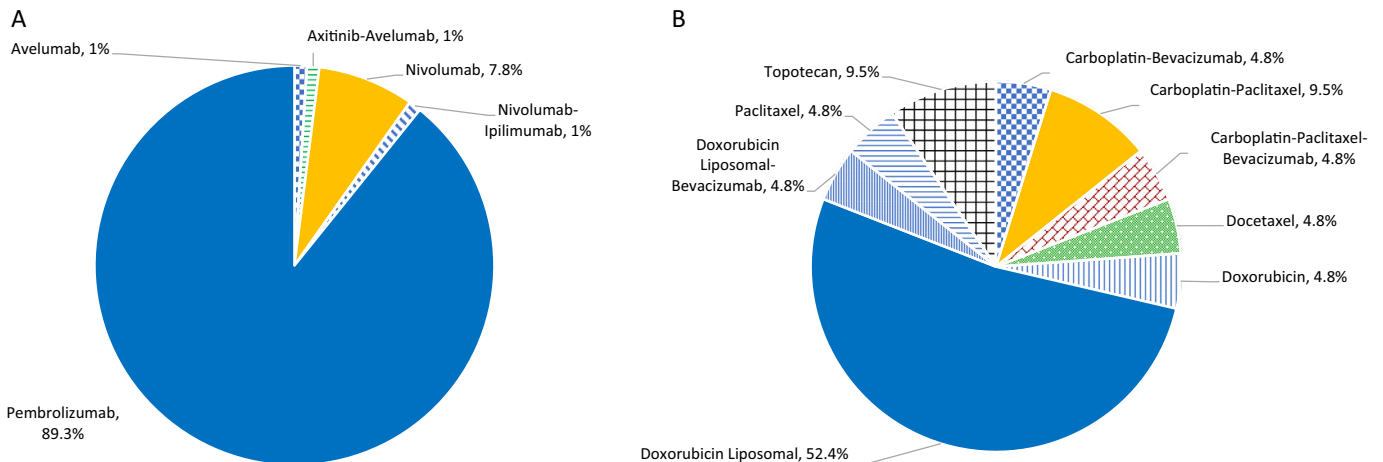 A
Avelumab, 1%
Axitinib-Avelumab, 1%
Nivolumab, 7.8%
Nivolumab-
Ipilimumab, 1%
Pembrolizumab,
89.3%
B
Topotecan, 9.5%
Paclitaxel, 4.8%
Doxorubicin
Liposomal-
Bevacizumab, 4.8%
Carboplatin-Bevacizumab, 4.8%
Carboplatin-Paclitaxel, 9.5%
Carboplatin-Paclitaxel-
Bevacizumab, 4.8%
Docetaxel, 4.8%
Doxorubicin, 4.8%
Doxorubicin Liposomal, 52.4%